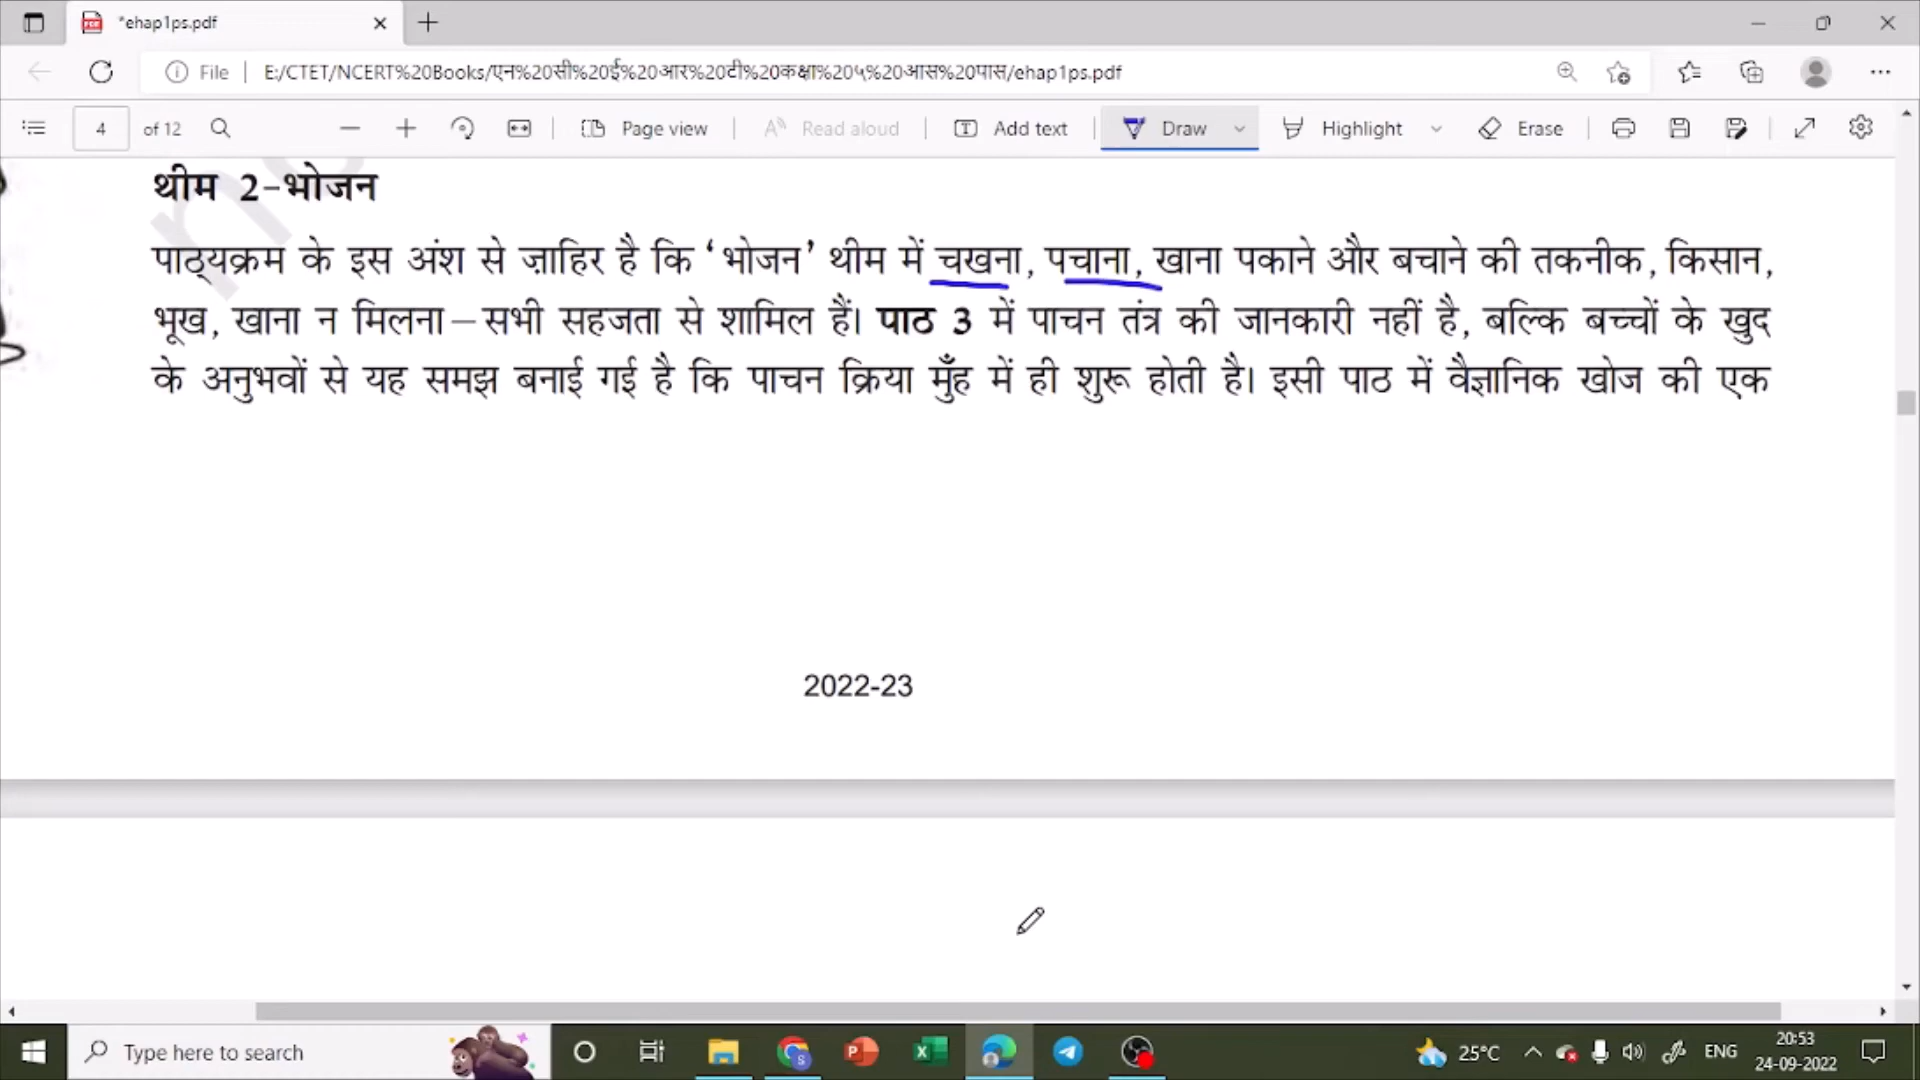 *ehap1ps.pdf
File
E:/CTET/NCERT%20Books/एन%20सी%20ई%20आर%20टी%20कक्षा%20५%20आस%20पास/ehap1ps.pdf
4 of 12
Page view
Read aloud
Add text
Draw
Highlight
Erase
थीम 2–भोजन
पाठ्यक्रम के इस अंश से ज़ाहिर है कि ‘भोजन’ थीम में चखना, पचाना, खाना पकाने और बचाने की तकनीक, किसान,
भूख, खाना न मिलना – सभी सहजता से शामिल हैं। पाठ 3 में पाचन तंत्र की जानकारी नहीं है, बल्कि बच्चों के खुद
के अनुभवों से यह समझ बनाई गई है कि पाचन क्रिया मुँह में ही शुरू होती है। इसी पाठ में वैज्ञानिक खोज की एक
2022-23
Type here to search
25°C
ENG
20:53
24-09-2022